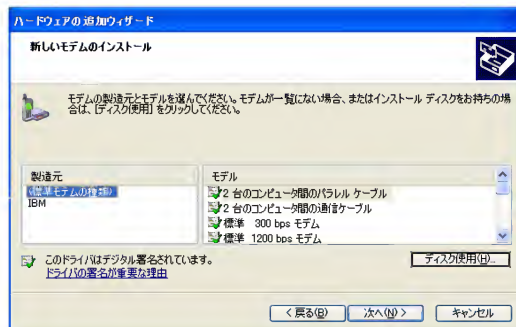 ハードウェアの追加ウィザード
新しいモデムのインストール
モデムの製造元とモデルを選んでください。モデムが一覧にない場合、またはインストール ディスクをお持ちの場
合は、[ディスク使用] をクリックしてください。
製造元
(標準モデムの種類)
IBM
モデル
2 台のコンピュータ間のパラレル ケーブル
2 台のコンピュータ間の通信ケーブル
標準 300 bps モデム
標準 1200 bps モデム
このドライバはデジタル署名されています。
ドライバの署名が重要な理由
ディスク使用(H)...
< 戻る(B)
次へ(N) >
キャンセル